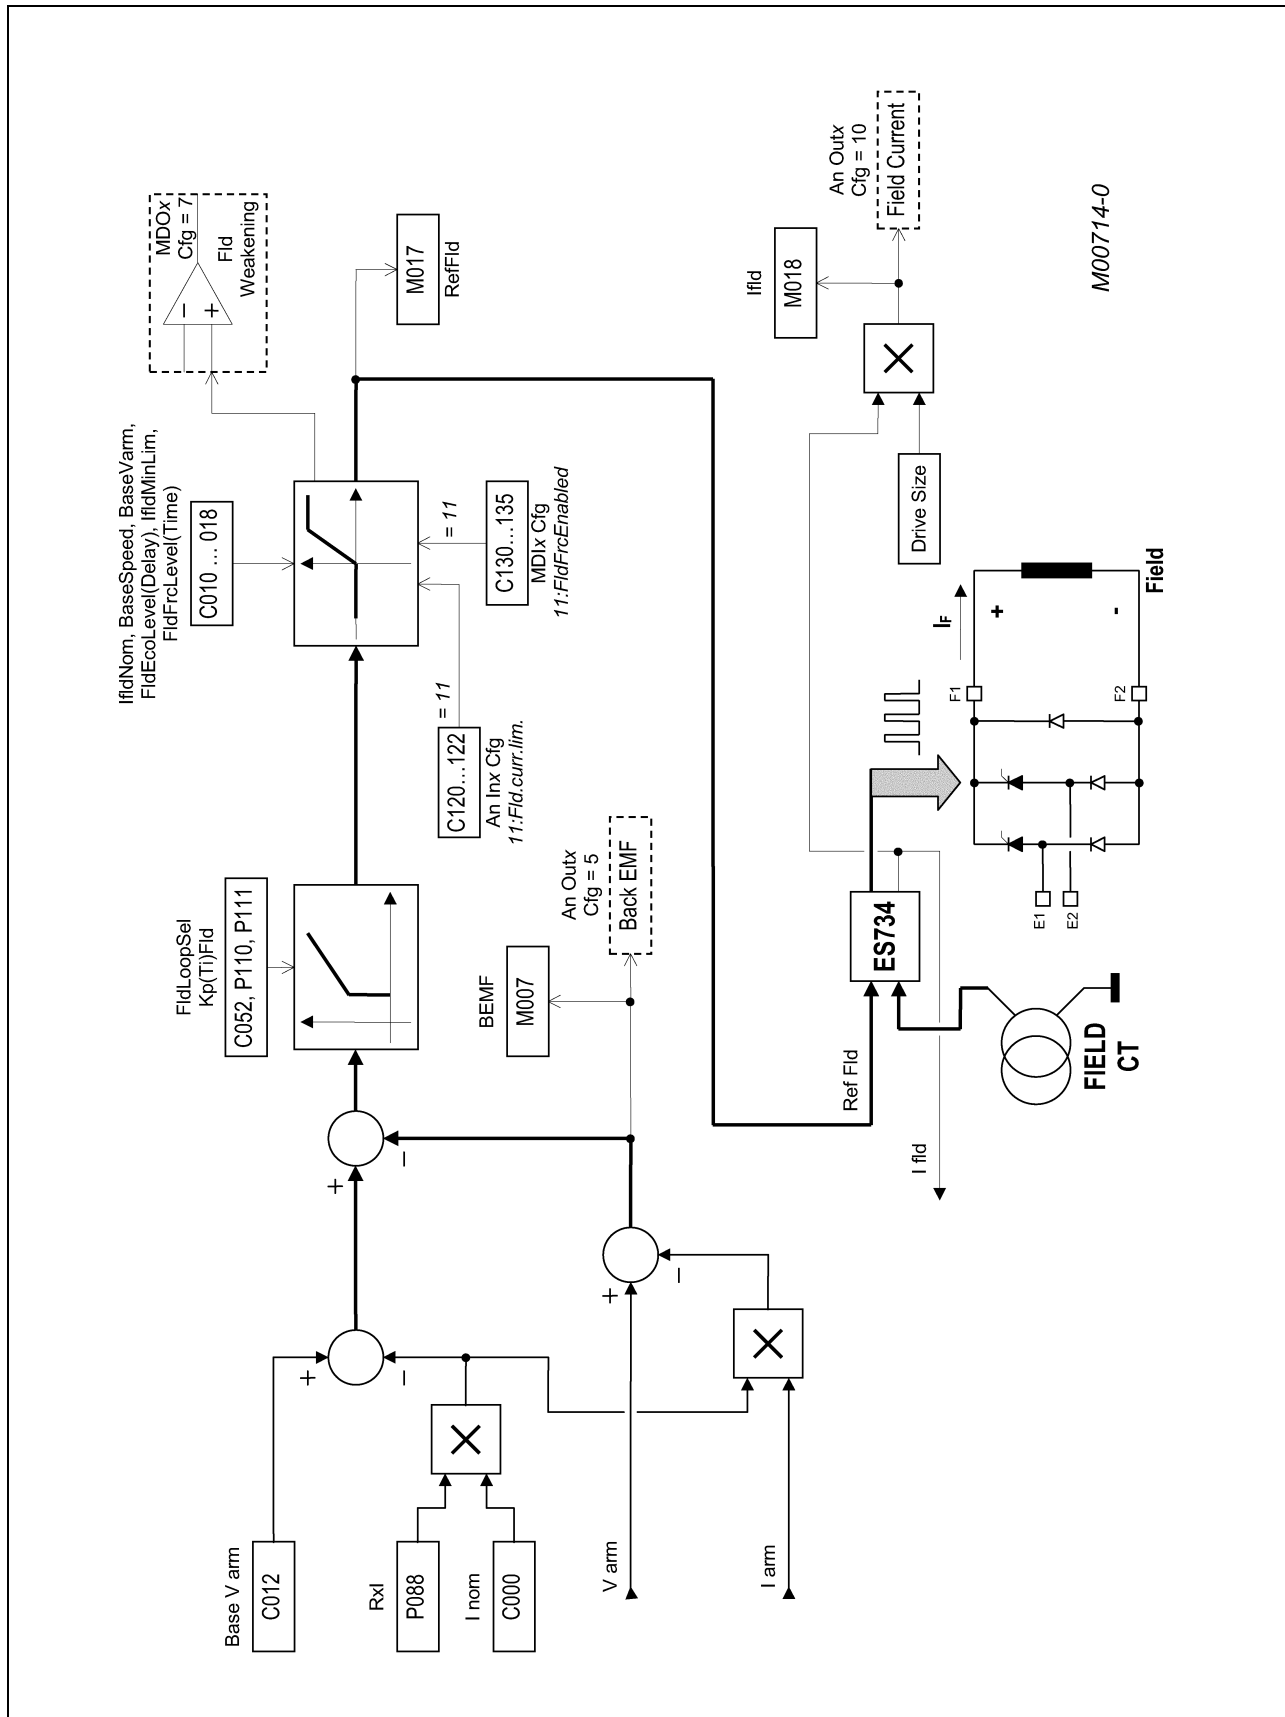 Base V arm
C012
RxI
P088
I nom
C000
V arm
I arm
+
−
+
−
+
−
FldLoopSel
Kp(Ti)Fld
C052, P110, P111
BEMF
M007
An Outx
Cfg = 5
Back EMF
IfldNom, BaseSpeed, BaseVarm,
FldEcoLevel(Delay), IfldMinLim,
FldFrcLevel(Time)
C010 ... 018
= 11
C120...122
An Inx Cfg
11:Fld.curr.lim.
= 11
C130...135
MDIx Cfg
11:FldFrcEnabled
MDOx
Cfg = 7
−
+
Fld
Weakening
M017
RefFld
Ref Fld
ES734
I fld
FIELD
CT
E1
E2
F1
F2
IF
+
-
Field
Drive Size
Ifld
M018
An Outx
Cfg = 10
Field Current
M00714-0